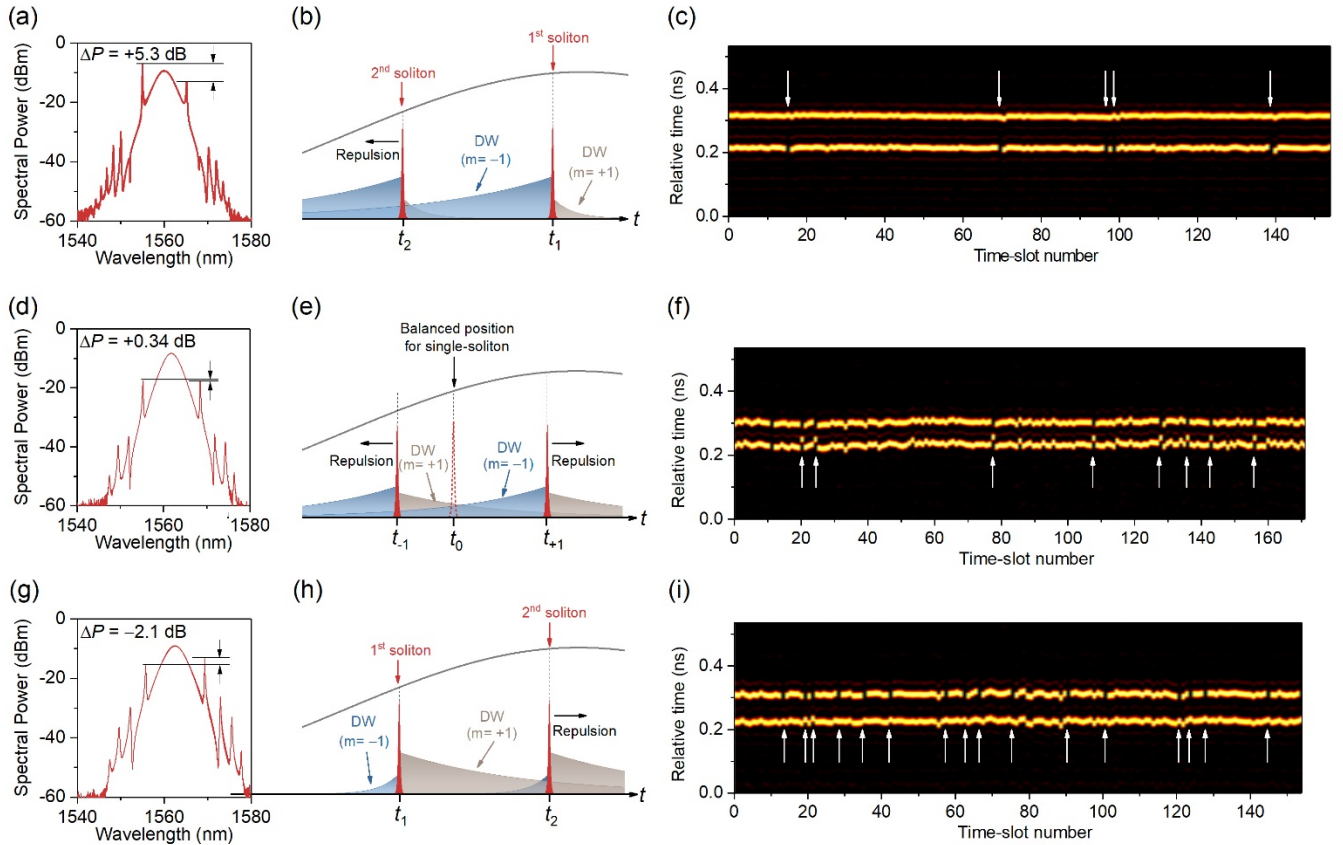 (a)
ΔP = +5.3 dB
Spectral Power (dBm)
0
-20
-40
-60
1540 1560 1580
Wavelength (nm)
(b)
1st soliton
2nd soliton
Repulsion
DW
(m= −1)
DW
(m= +1)
t
t2
t1
(c)
Relative time (ns)
0.4
0.2
0.0
0 20 40 60 80 100 120 140
Time-slot number
(d)
ΔP = +0.34 dB
Spectral Power (dBm)
0
-20
-40
-60
1540 1560 1580
Wavelength (nm)
(e)
Balanced position
for single-soliton
Repulsion
DW
(m= +1)
DW
(m= −1)
Repulsion
t
t-1
t0
t+1
(f)
Relative time (ns)
0.4
0.2
0.0
0 20 40 60 80 100 120 140 160
Time-slot number
(g)
ΔP = −2.1 dB
Spectral Power (dBm)
0
-20
-40
-60
1540 1560 1580
Wavelength (nm)
(h)
2nd soliton
1st soliton
DW
(m= −1)
DW
(m= +1)
Repulsion
t
t1
t2
(i)
Relative time (ns)
0.4
0.2
0.0
0 20 40 60 80 100 120 140
Time-slot number